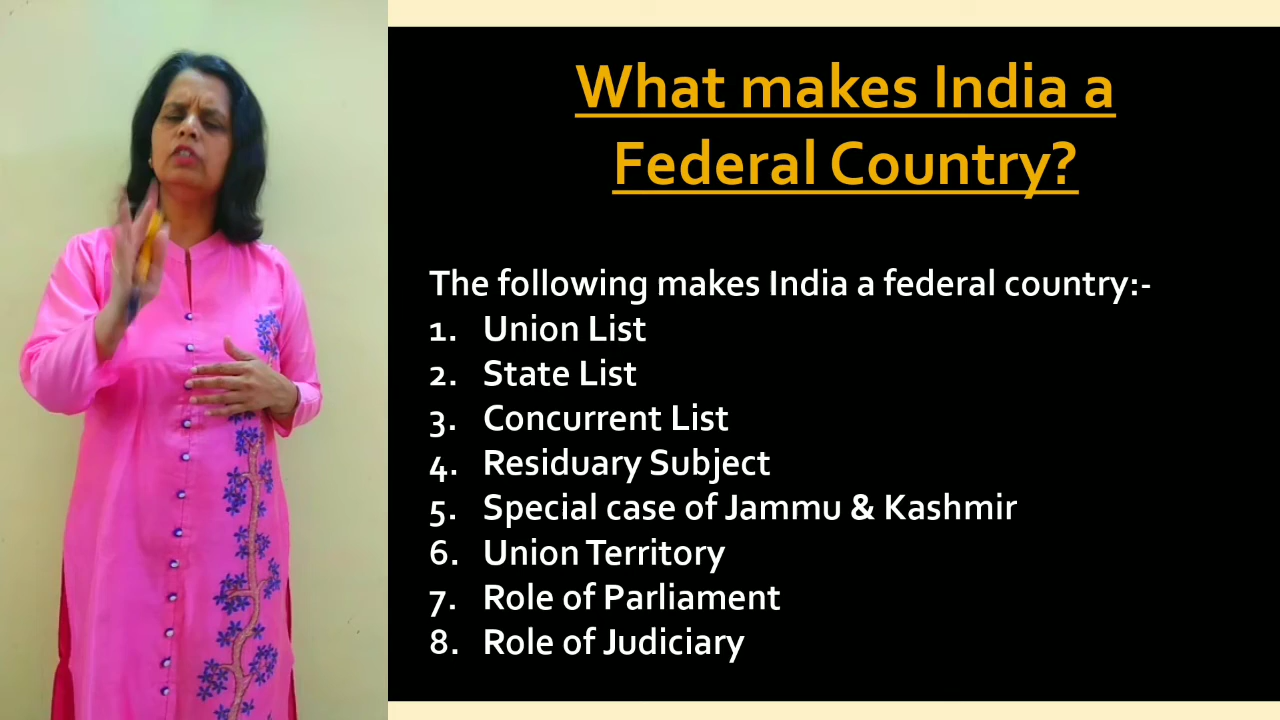 What makes India a
Federal Country?
The following makes India a federal country:-
1. Union List
2. State List
3. Concurrent List
4. Residuary Subject
5. Special case of Jammu & Kashmir
6. Union Territory
7. Role of Parliament
8. Role of Judiciary